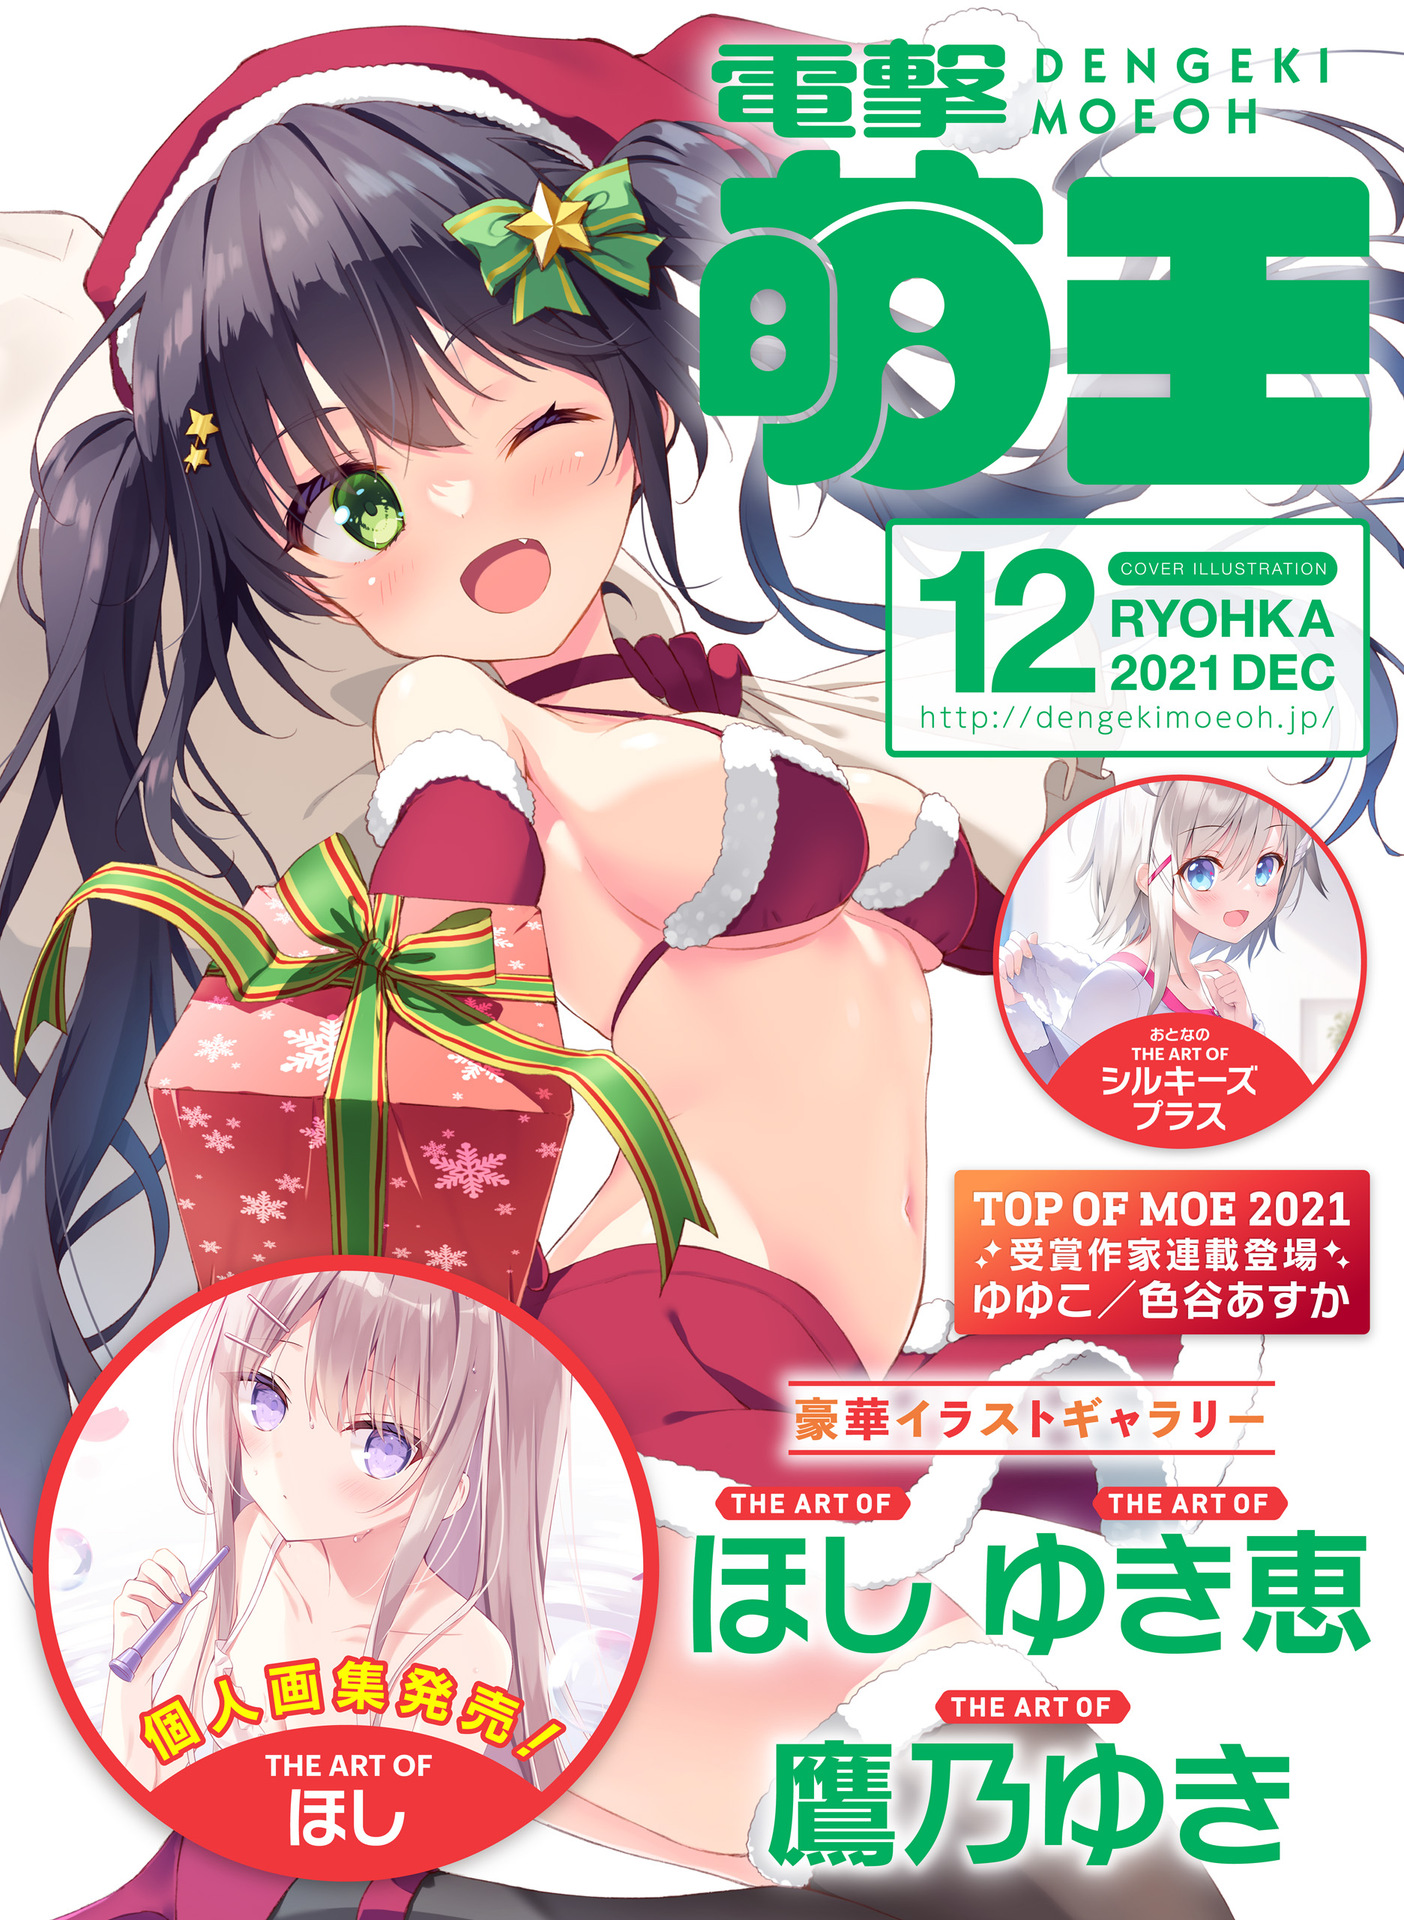 電撃
DENGEKI
MOEOH
萌王
12
COVER ILLUSTRATION
RYOHKA
2021 DEC
http://dengekimoeoh.jp/
おとなの
THE ART OF
シルキーズ
プラス
TOP OF MOE 2021
受賞作家連載登場
ゆゆこ／色谷あすか
豪華イラストギャラリー
THE ART OF
ほし
THE ART OF
ゆき恵
THE ART OF
鷹乃ゆき
個人画集発売！
THE ART OF
ほし